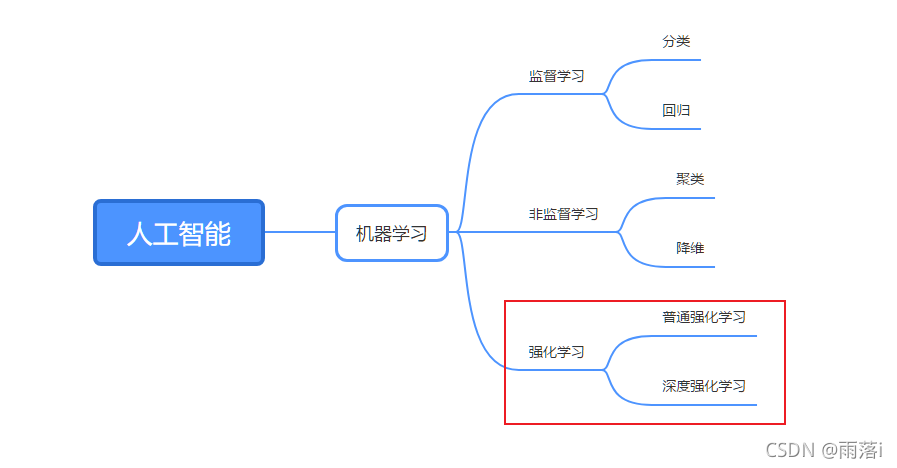 人工智能
机器学习
监督学习
分类
回归
非监督学习
聚类
降维
强化学习
普通强化学习
深度强化学习
CSDN @雨落i